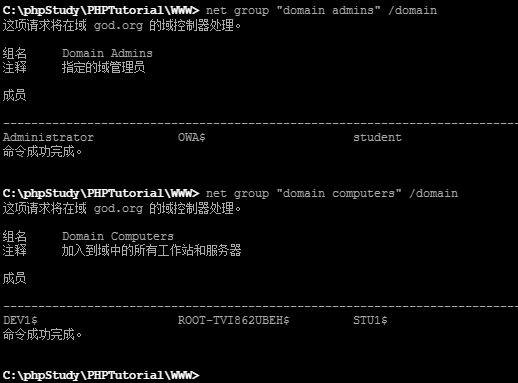 C:\phpStudy\PHPTutorial\WWW> net group "domain admins" /domain
这项请求将在域 god.org 的域控制器处理。
组名     Domain Admins
注释     指定的域管理员
成员
-------------------------------------------------------------------------------
Administrator            OWA$                     student
命令成功完成。
C:\phpStudy\PHPTutorial\WWW> net group "domain computers" /domain
这项请求将在域 god.org 的域控制器处理。
组名     Domain Computers
注释     加入到域中的所有工作站和服务器
成员
-------------------------------------------------------------------------------
DEV1$                    ROOT-TVI862UBEH$         STU1$
命令成功完成。
C:\phpStudy\PHPTutorial\WWW>